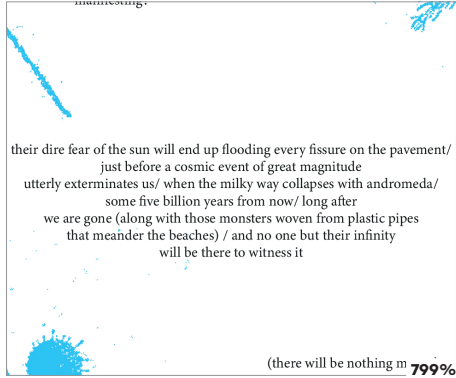 manifesting?
their dire fear of the sun will end up flooding every fissure on the pavement/
just before a cosmic event of great magnitude
utterly exterminates us/ when the milky way collapses with andromeda/
some five billion years from now/ long after
we are gone (along with those monsters woven from plastic pipes
that meander the beaches) / and no one but their infinity
will be there to witness it
(there will be nothing
799%